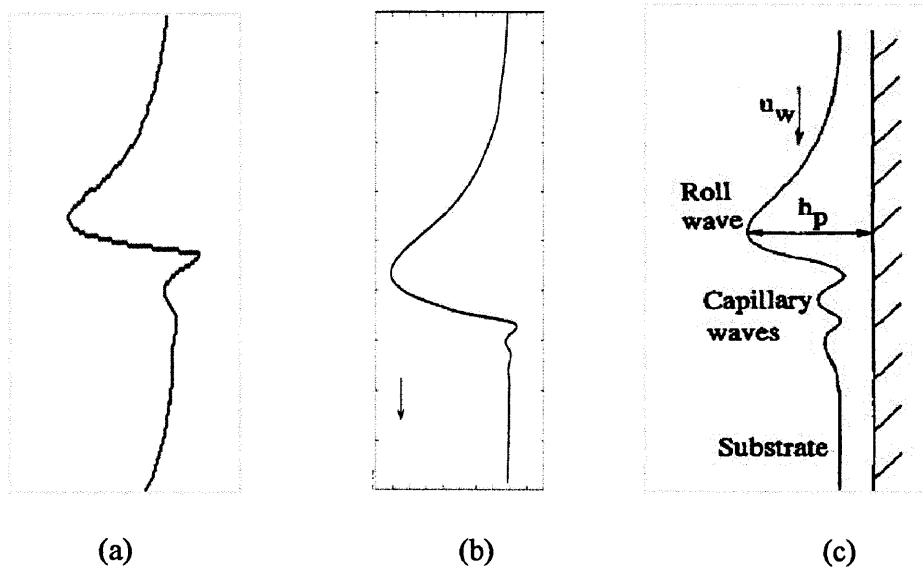 u_w
Roll
wave
h_p
Capillary
waves
Substrate
(a)
(b)
(c)